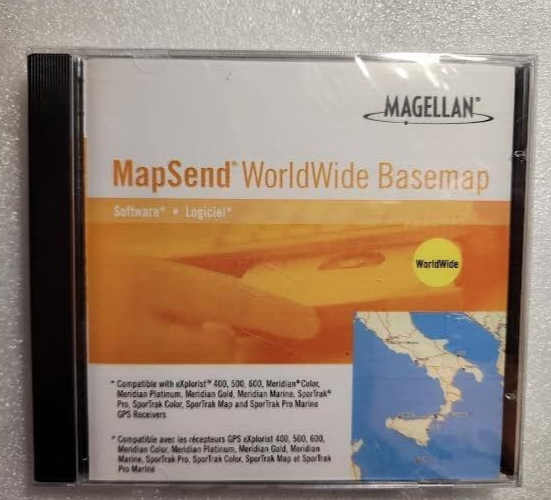 MAGELLAN®
MapSend® WorldWide Basemap
Software* • Logiciel*
WorldWide
* Compatible with eXplorist™ 400, 500, 600, Meridian® Color,
Meridian Platinum, Meridian Gold, Meridian Marine, SporTrak®
Pro, SporTrak Color, SporTrak Map and SporTrak Pro Marine
GPS Receivers
* Compatible avec les récepteurs GPS eXplorist 400, 500, 600,
Meridian Color, Meridian Platinum, Meridian Gold, Meridian
Marine, SporTrak Pro, SporTrak Color, SporTrak Map et SporTrak
Pro Marine